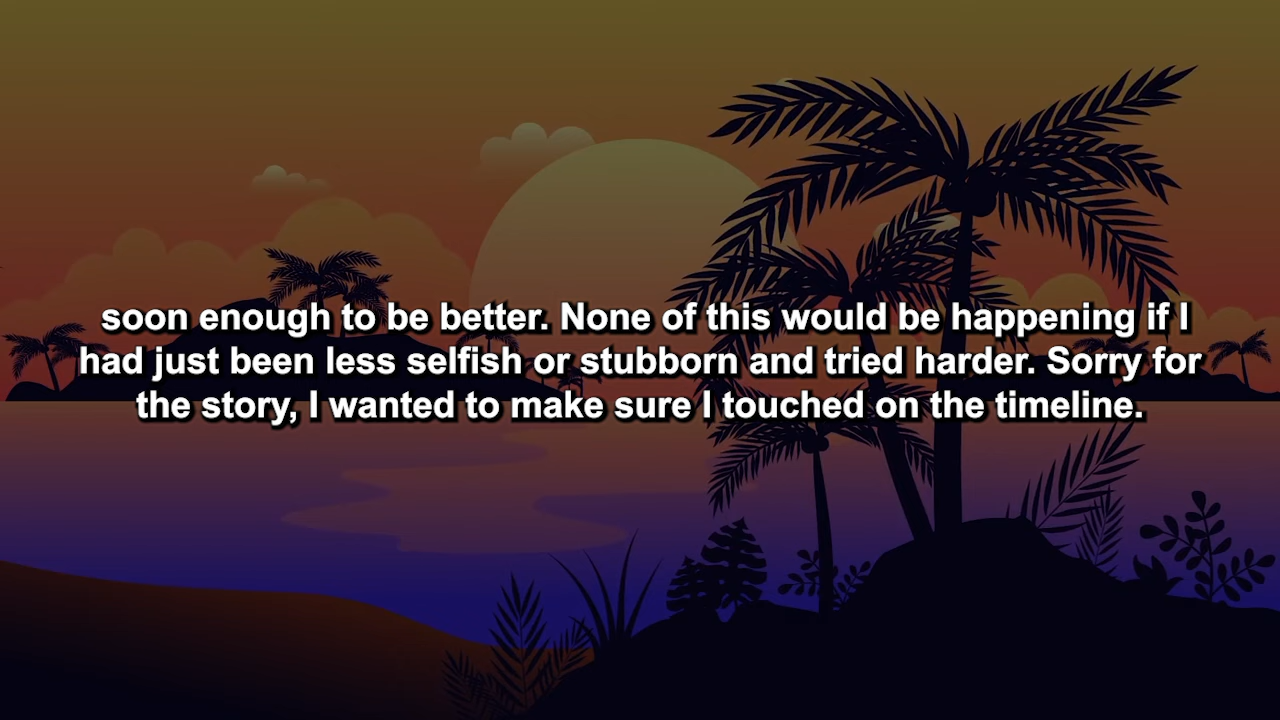 soon enough to be better. None of this would be happening if I
had just been less selfish or stubborn and tried harder. Sorry for
the story, I wanted to make sure I touched on the timeline.